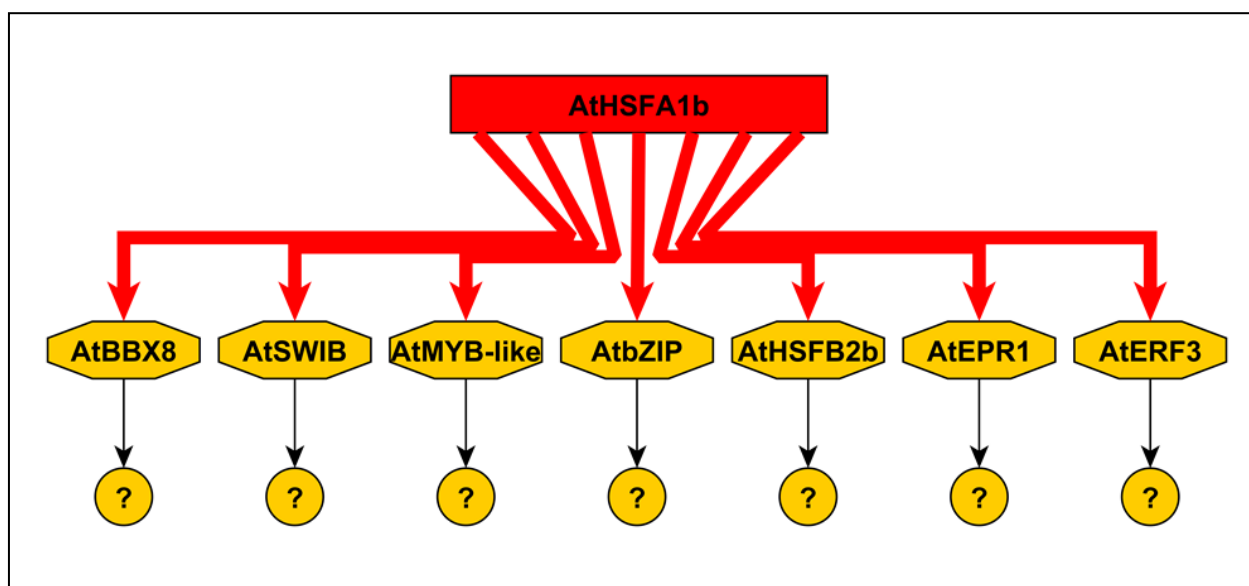 AtHSFA1b
AtBBX8
AtSWIB
AtMYB-like
AtbZIP
AtHSFB2b
AtEPR1
AtERF3
?
?
?
?
?
?
?